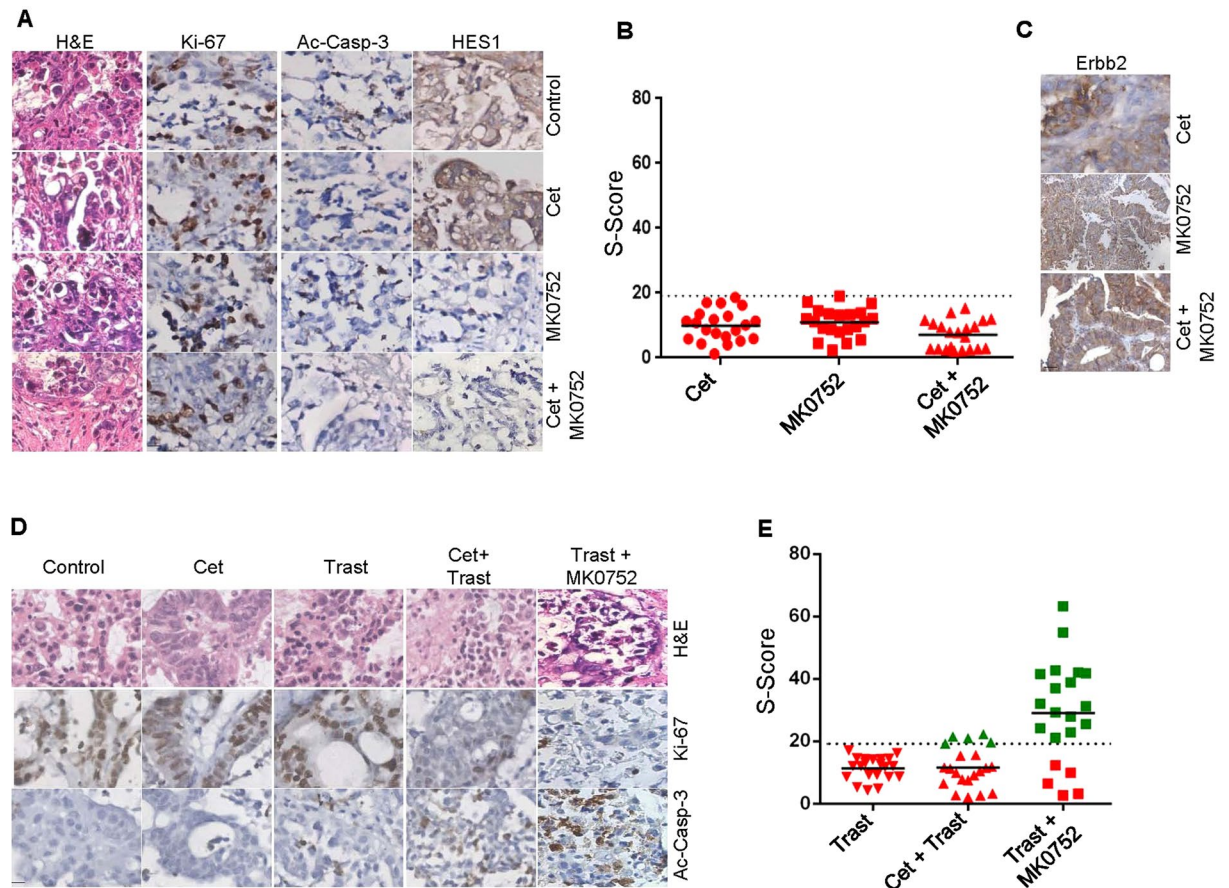 A
H&E Ki-67 Ac-Casp-3 HES1
Control
Cet
MK0752
Cet +
MK0752
B
S-Score
80
60
40
20
0
Cet
MK0752
Cet +
MK0752
C
Erbb2
Cet
MK0752
Cet +
MK0752
D
Control
Cet
Trast
Cet+
Trast
Trast +
MK0752
H&E
Ki-67
Ac-Casp-3
E
S-Score
80
60
40
20
0
Trast
Cet + Trast
Trast +
MK0752